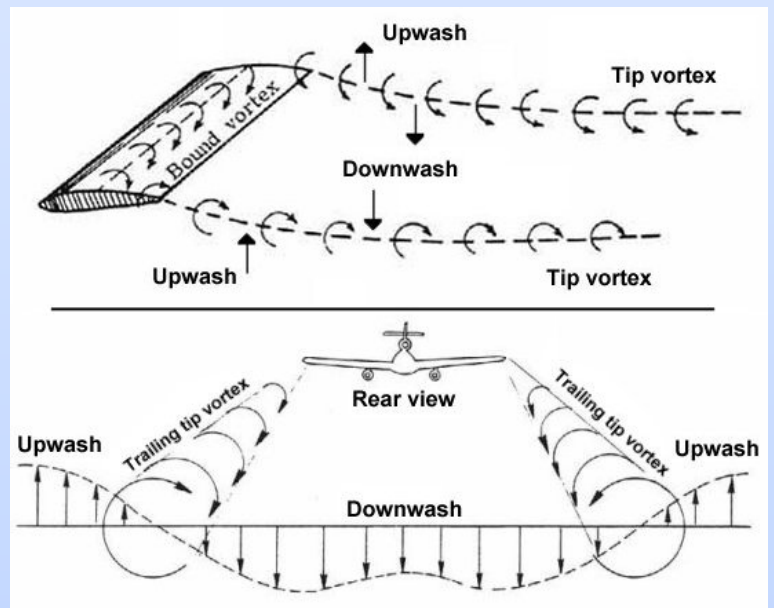 Upwash
Tip vortex
Bound vortex
Downwash
Upwash
Tip vortex
Rear view
Trailing tip vortex
Trailing tip vortex
Upwash
Upwash
Downwash